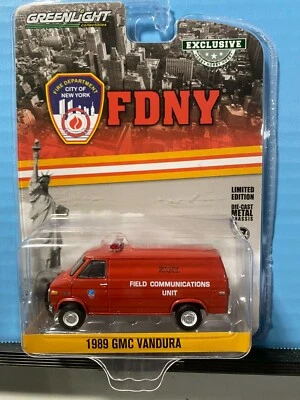 GREENLIGHT
collectibles
EXCLUSIVE
FIRE DEPARTMENT
CITY OF
NEW YORK
FDNY
LIMITED
EDITION
DIE-CAST
METAL
CHASSIS
FIELD COMMUNICATIONS
UNIT
1989 GMC VANDURA